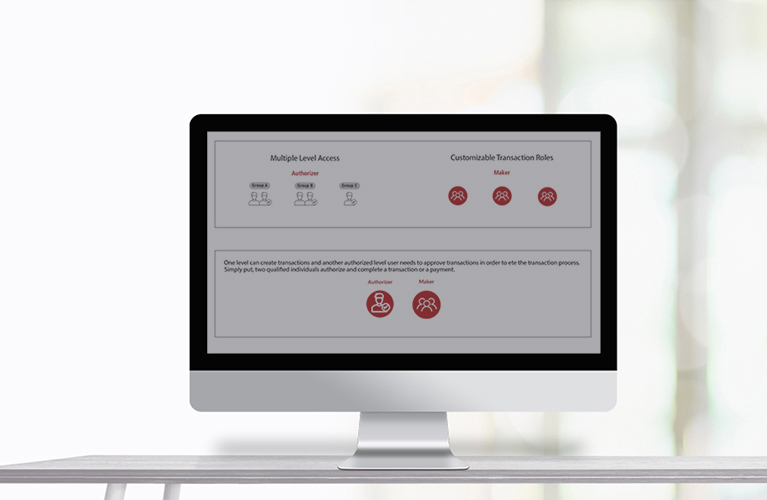 Multiple Level Access
Customizable Transaction Roles
Authorizer
Maker
Group A
Group B
Group C
One level can create transactions and another authorized level user needs to approve transactions in order to ete the transaction process.
Simply put, two qualified individuals authorize and complete a transaction or a payment.
Authorizer
Maker